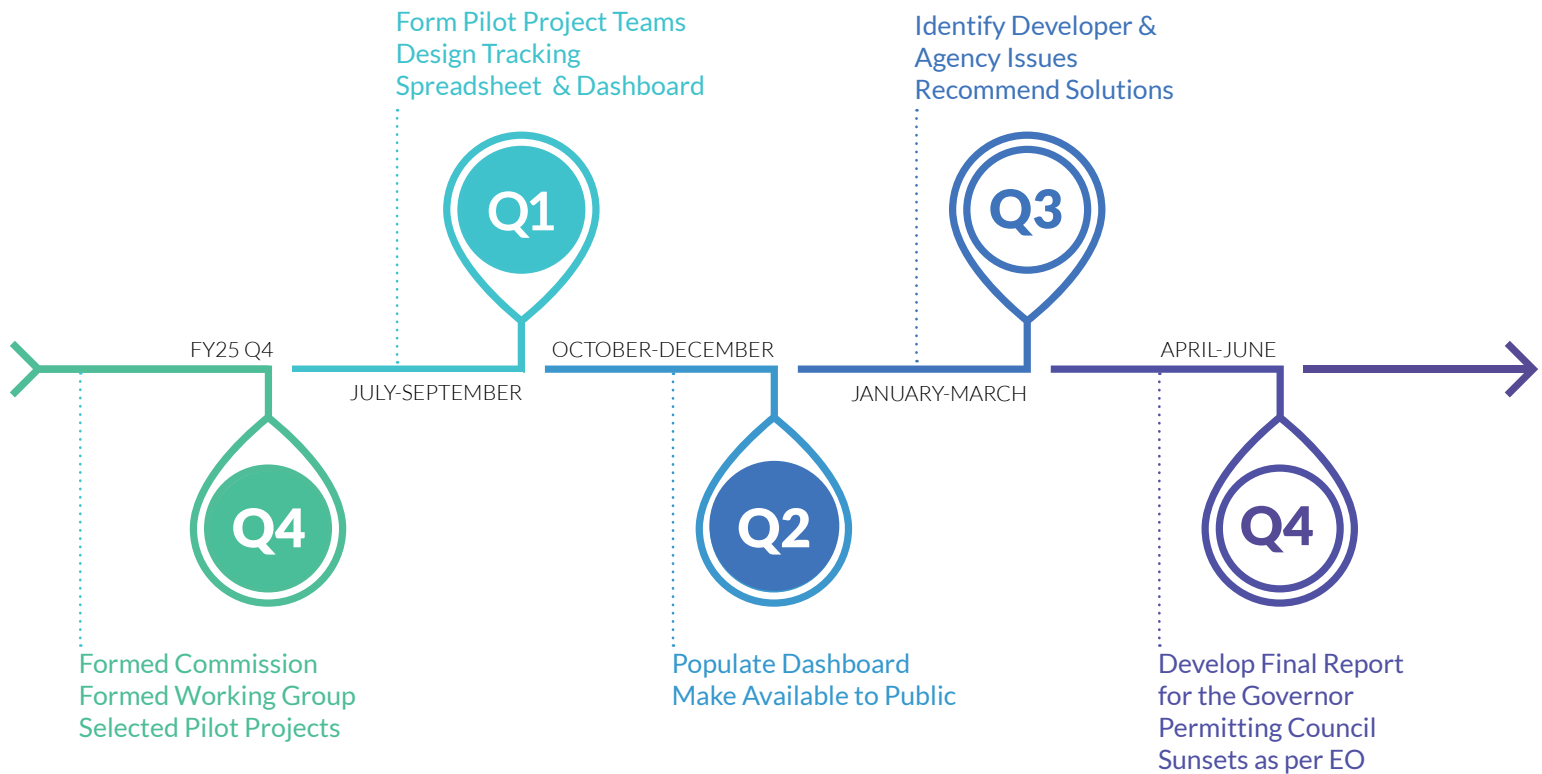 Form Pilot Project Teams
Design Tracking
Spreadsheet & Dashboard
Identify Developer &
Agency Issues
Recommend Solutions
Q1
Q3
FY25 Q4
JULY-SEPTEMBER
OCTOBER-DECEMBER
JANUARY-MARCH
APRIL-JUNE
Q4
Q2
Q4
Formed Commission
Formed Working Group
Selected Pilot Projects
Populate Dashboard
Make Available to Public
Develop Final Report
for the Governor
Permitting Council
Sunsets as per EO